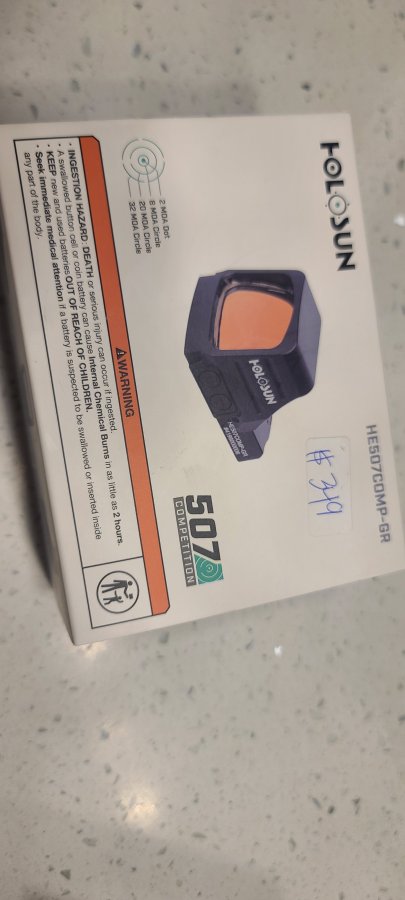 HOLOSUN
HE507COMP-GR
# 349
HOLOSUN
HE507COMP-GR
507
COMPETITION
2 MOA Dot
8 MOA Circle
20 MOA Circle
32 MOA Circle
WARNING
• INGESTION HAZARD: DEATH or serious injury can occur if ingested.
• A swallowed button cell or coin battery can cause Internal Chemical Burns in as little as 2 hours.
• KEEP new and used batteries OUT OF REACH OF CHILDREN.
• Seek immediate medical attention if a battery is suspected to be swallowed or inserted inside
any part of the body.